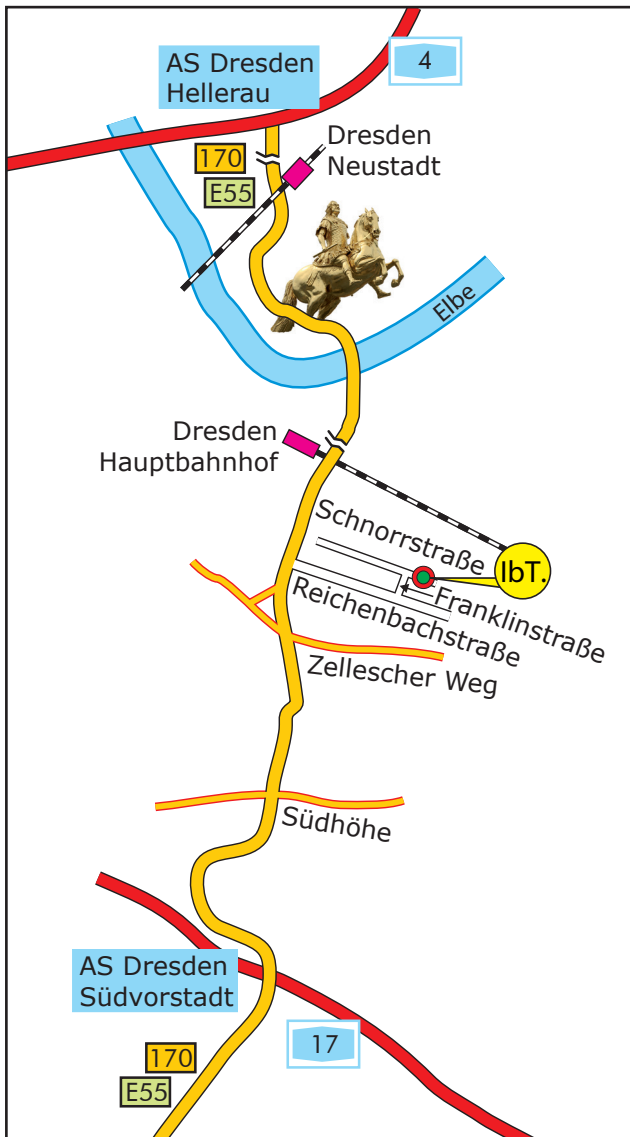 AS Dresden
Hellerau
4
Dresden
Neustadt
170
E55
Elbe
Dresden
Hauptbahnhof
Schnorrstraße
IbT.
Franklinstraße
Reichenbachstraße
Zellescher Weg
Südhöhe
AS Dresden
Südvorstadt
17
170
E55